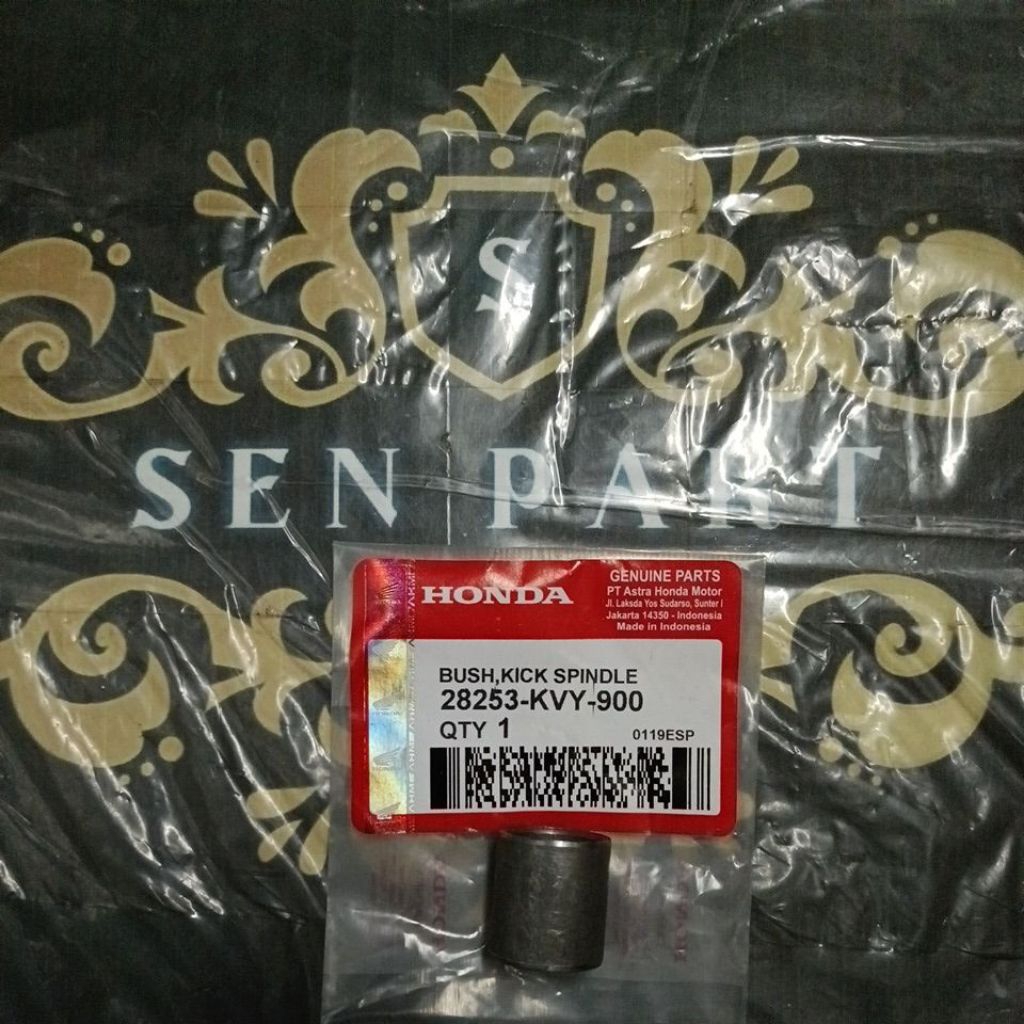 S
SEN PART
HONDA
GENUINE PARTS
PT Astra Honda Motor
Jl. Laksda Yos Sudarso, Sunter I
Jakarta 14350 - Indonesia
Made in Indonesia
BUSH,KICK SPINDLE
28253-KVY-900
QTY 1
0119ESP